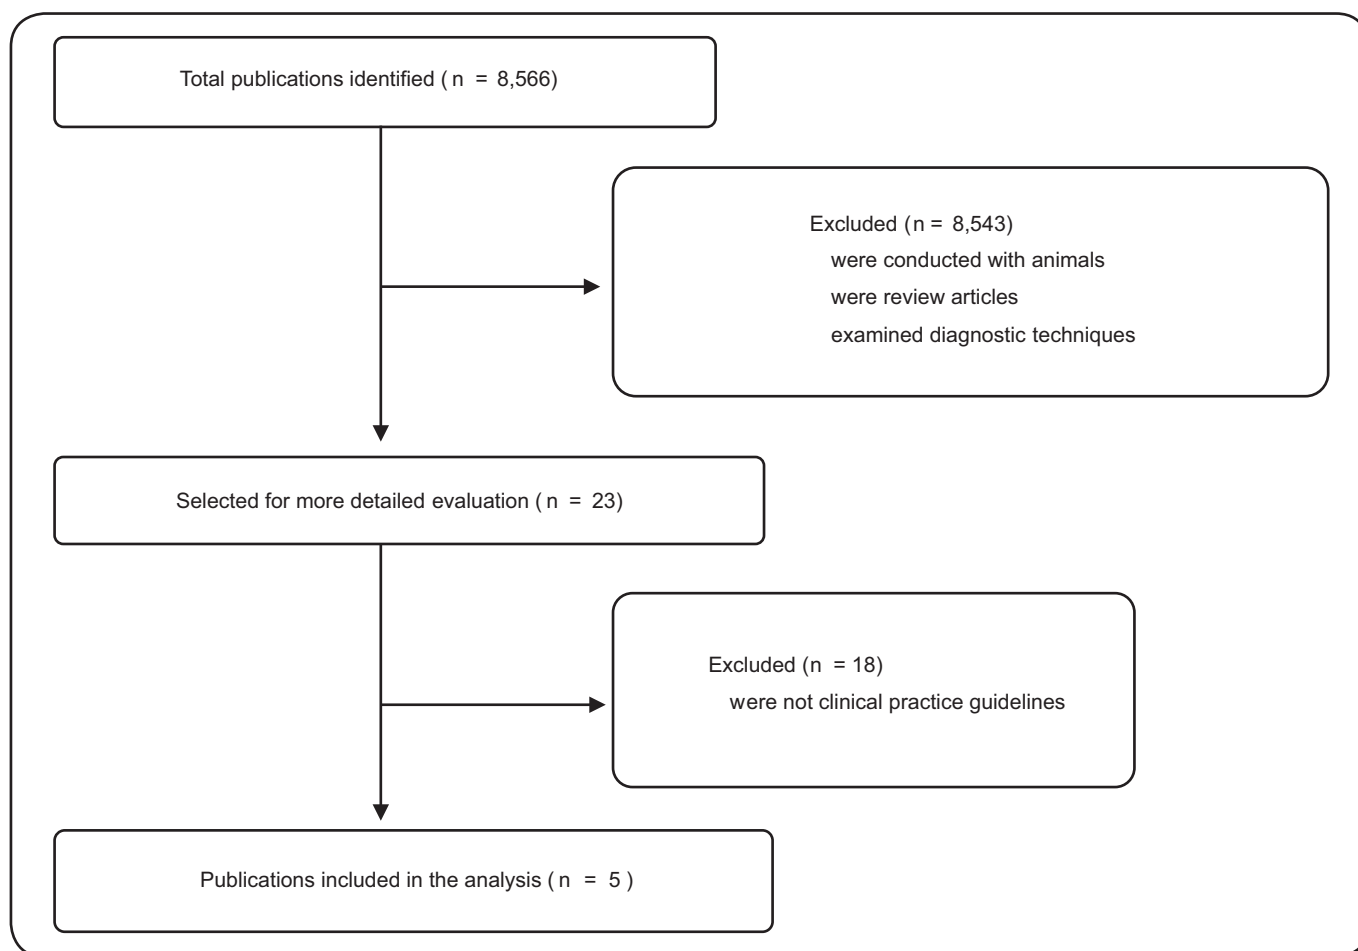 Total publications identified ( n = 8,566)
Excluded (n = 8,543)
were conducted with animals
were review articles
examined diagnostic techniques
Selected for more detailed evaluation ( n = 23)
Excluded (n = 18)
were not clinical practice guidelines
Publications included in the analysis ( n = 5 )